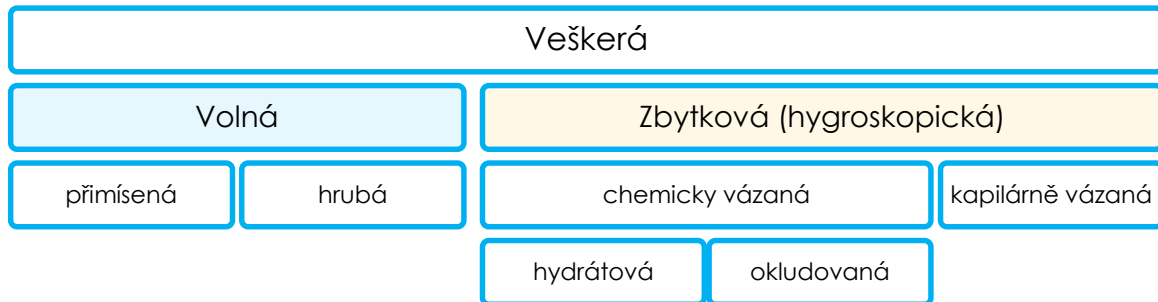 Veškerá
Volná
Zbytková (hygroskopická)
přimísená
hrubá
chemicky vázaná
kapilárně vázaná
hydrátová
okludovaná